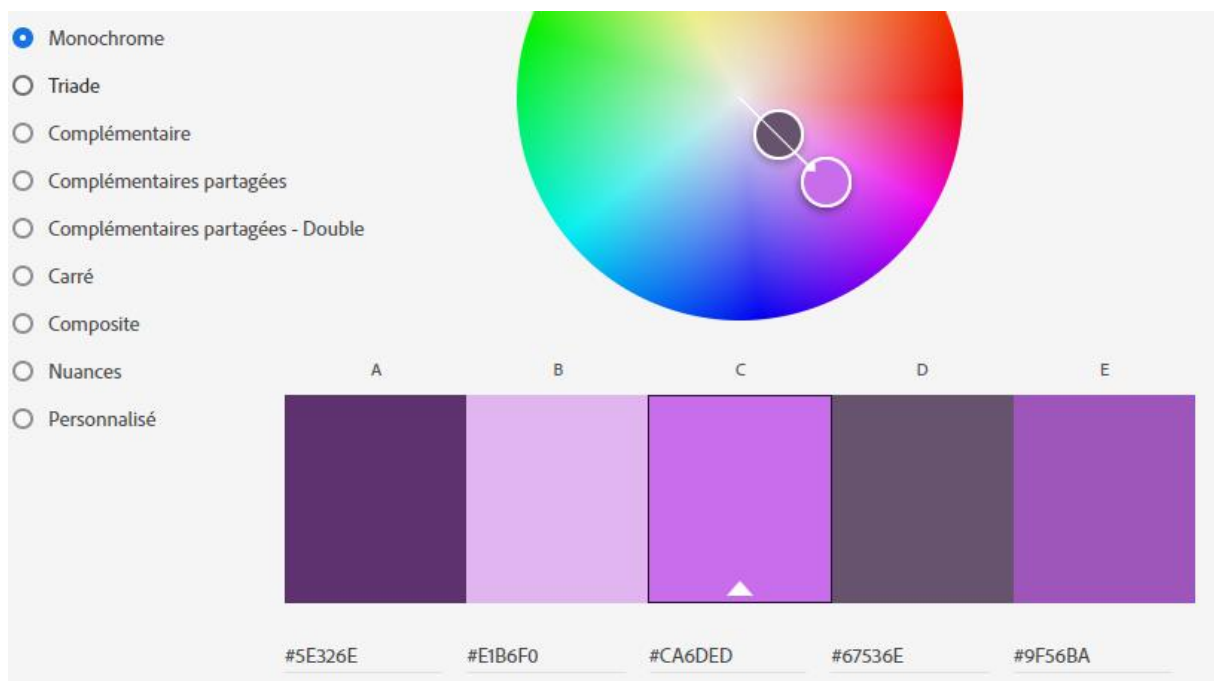 Monochrome
Triade
Complémentaire
Complémentaires partagées
Complémentaires partagées - Double
Carré
Composite
Nuances
Personnalisé
A B C D E
#5E326E #E1B6F0 #CA6DED #67536E #9F56BA